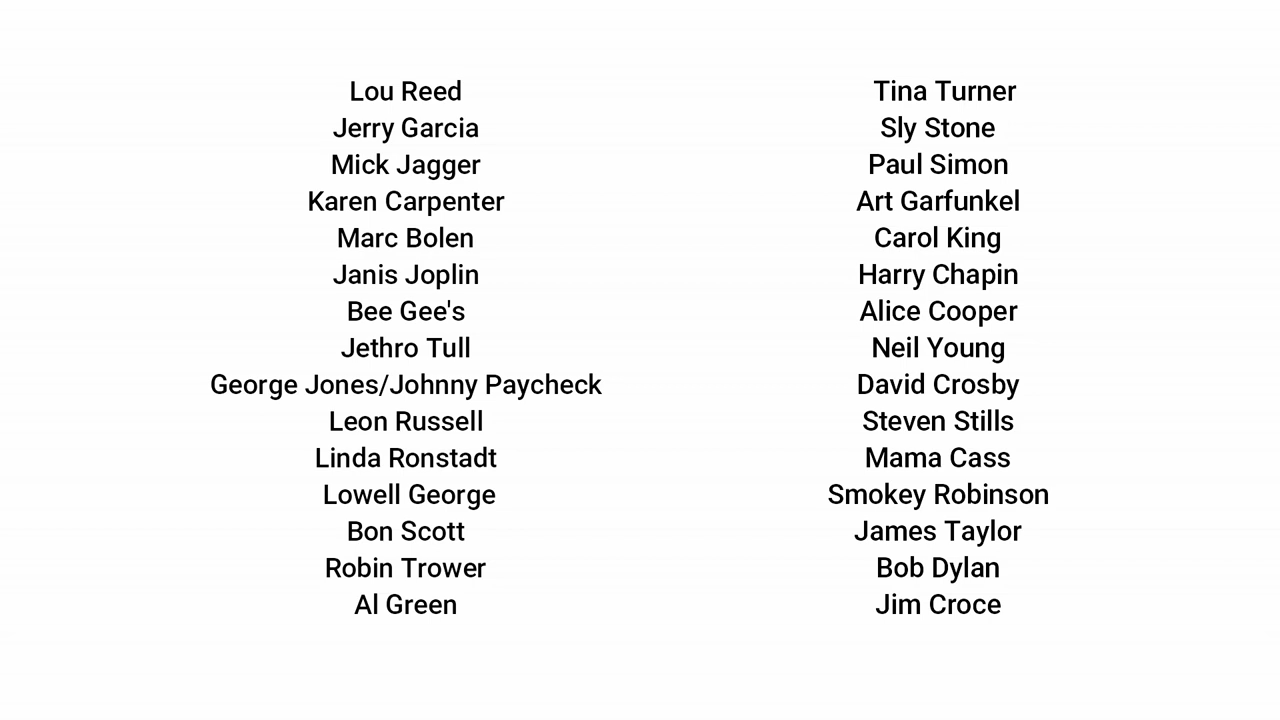 Lou Reed
Jerry Garcia
Mick Jagger
Karen Carpenter
Marc Bolen
Janis Joplin
Bee Gee's
Jethro Tull
George Jones/Johnny Paycheck
Leon Russell
Linda Ronstadt
Lowell George
Bon Scott
Robin Trower
Al Green
Tina Turner
Sly Stone
Paul Simon
Art Garfunkel
Carol King
Harry Chapin
Alice Cooper
Neil Young
David Crosby
Steven Stills
Mama Cass
Smokey Robinson
James Taylor
Bob Dylan
Jim Croce